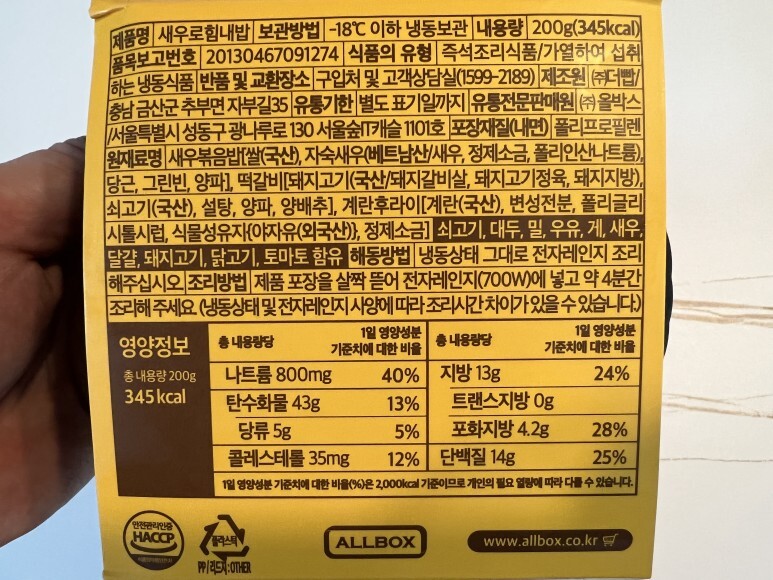 제품명 새우로힘내밥 보관방법 -18℃ 이하 냉동보관 내용량 200g(345kcal)
품목보고번호 20130467091274 식품의 유형 즉석조리식품/가열하여 섭취
하는 냉동식품 반품 및 교환장소 구입처 및 고객상담실(1599-2189) 제조원 ㈜더빱/
충남 금산군 추부면 자부길35 유통기한 별도 표기일까지 유통전문판매원 ㈜올박스
/서울특별시 성동구 광나루로 130 서울숲IT캐슬 1101호 포장재질(내면) 폴리프로필렌
원재료명 새우볶음밥[쌀(국산), 자숙새우(베트남산/새우, 정제소금, 폴리인산나트륨),
당근, 그린빈, 양파], 떡갈비[돼지고기(국산/돼지갈비살, 돼지고기정육, 돼지지방),
쇠고기(국산), 설탕, 양파, 양배추], 계란후라이[계란(국산), 변성전분, 폴리글리
시톨시럽, 식물성유지{야자유(외국산)}, 정제소금] 쇠고기, 대두, 밀, 우유, 게, 새우,
달걀, 돼지고기, 닭고기, 토마토 함유 해동방법 냉동상태 그대로 전자레인지 조리
해주십시오. 조리방법 제품 포장을 살짝 뜯어 전자레인지(700W)에 넣고 약 4분간
조리해 주세요. (냉동상태 및 전자레인지 사양에 따라 조리시간 차이가 있을 수 있습니다.)
영양정보
총 내용량 200g
345 kcal
총 내용량당 1일 영양성분 기준치에 대한 비율
나트륨 800mg 40%
탄수화물 43g 13%
당류 5g 5%
콜레스테롤 35mg 12%
총 내용량당 1일 영양성분 기준치에 대한 비율
지방 13g 24%
트랜스지방 0g
포화지방 4.2g 28%
단백질 14g 25%
1일 영양성분 기준치에 대한 비율(%)은 2,000kcal 기준이므로 개인의 필요 열량에 따라 다를 수 있습니다.
안전관리인증
HACCP
플라스틱
PP/리드지:OTHER
ALLBOX
www.allbox.co.kr